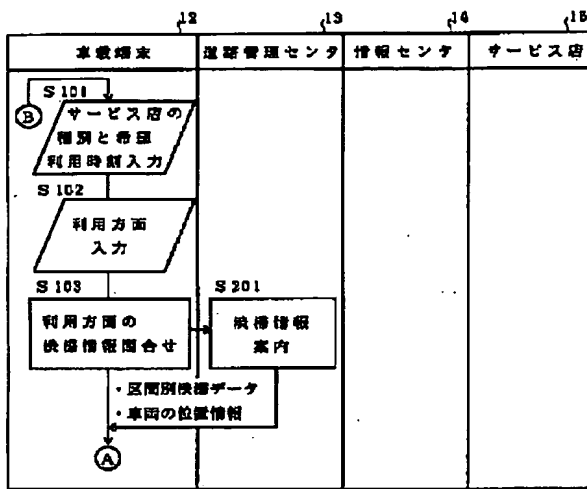 12
13
14
15
車載端末
道路管理センタ
情報センタ
サービス店
S101
B
サービス店の
種別と希望
利用時刻入力
S102
利用方面
入力
S103
利用方面の
渋滞情報問合せ
S201
渋滞情報
案内
・区間別渋滞データ
・車両の位置情報
A